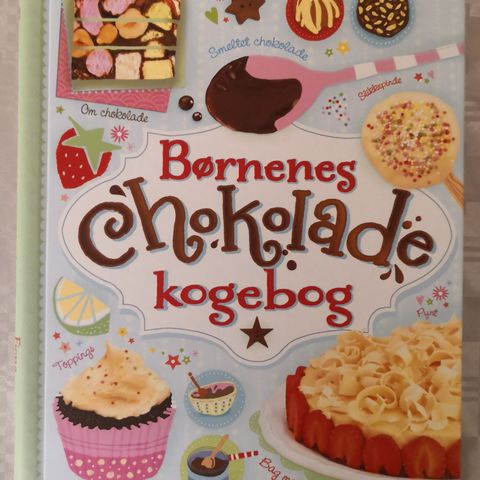 Smeltet chokolade
Om chokolade
Slikkepinde
Børnenes
chokolade
kogebog
Pynt
Toppings